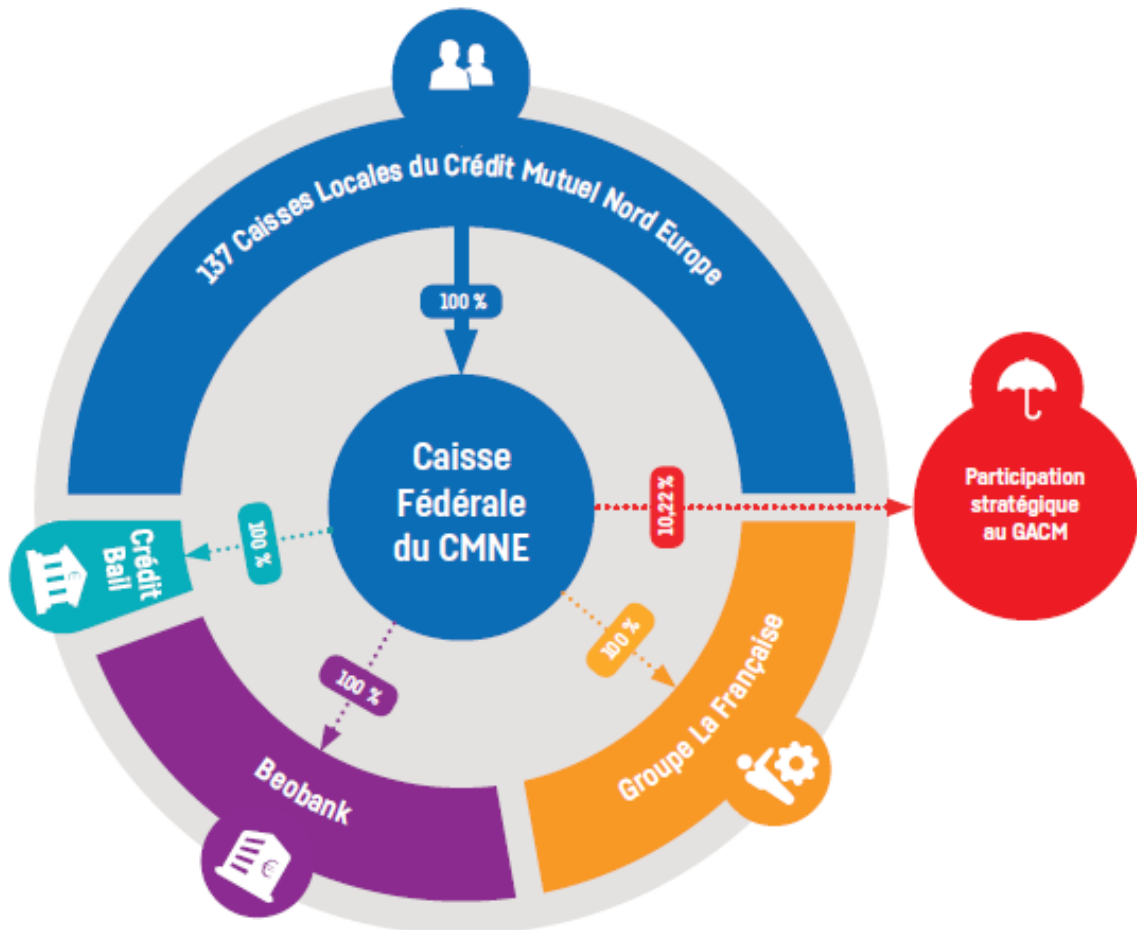 137 Caisses Locales du Crédit Mutuel Nord Europe
100 %
Caisse
Fédérale
du CMNE
10,22 %
Participation
stratégique
au GACM
100 %
Crédit
Bail
100 %
Groupe La Française
100 %
Beobank